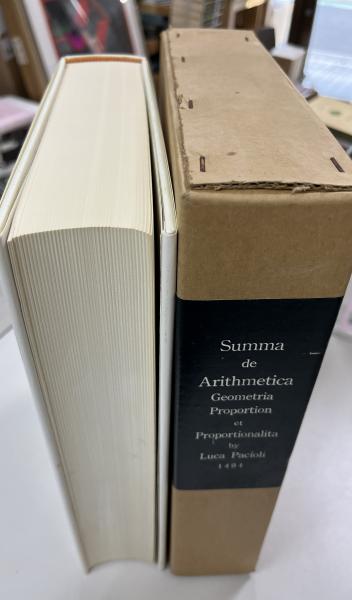 Summa
de
Arithmetica
Geometria
Proportion
et
Proportionalita
by
Luca Pacioli
1494